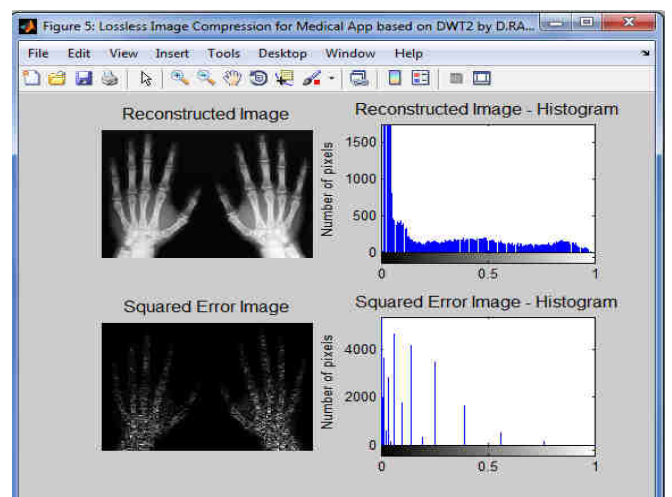 Figure 5: Lossless Image Compression for Medical App based on DWT2 by D.RA...
File Edit View Insert Tools Desktop Window Help
Reconstructed Image
Reconstructed Image - Histogram
Number of pixels
1500
1000
500
0
0 0.5 1
Squared Error Image
Squared Error Image - Histogram
Number of pixels
4000
2000
0
0 0.5 1